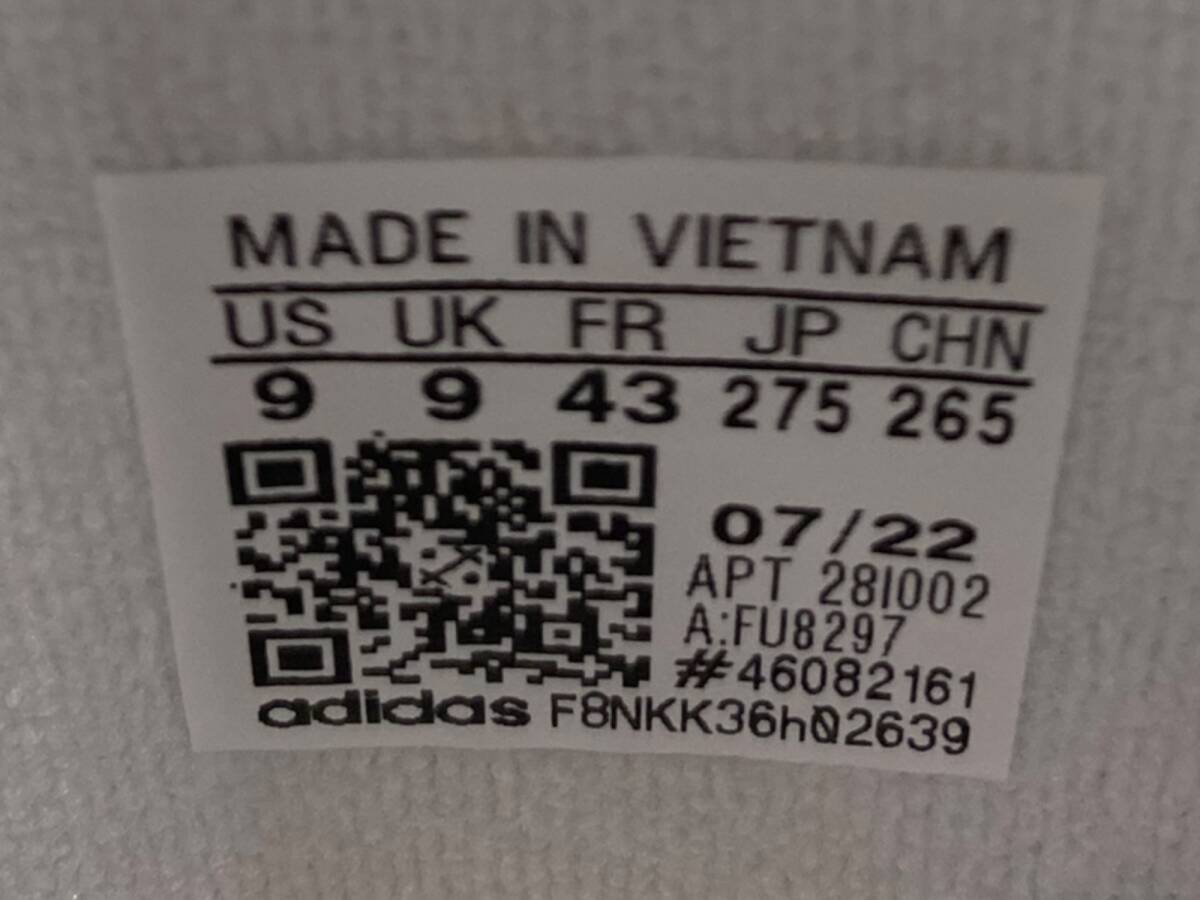 MADE IN VIETNAM
US UK FR JP CHN
9 9 43 275 265
07/22
APT 28I002
A:FU8297
#46082161
adidas F8NKK36hQ2639